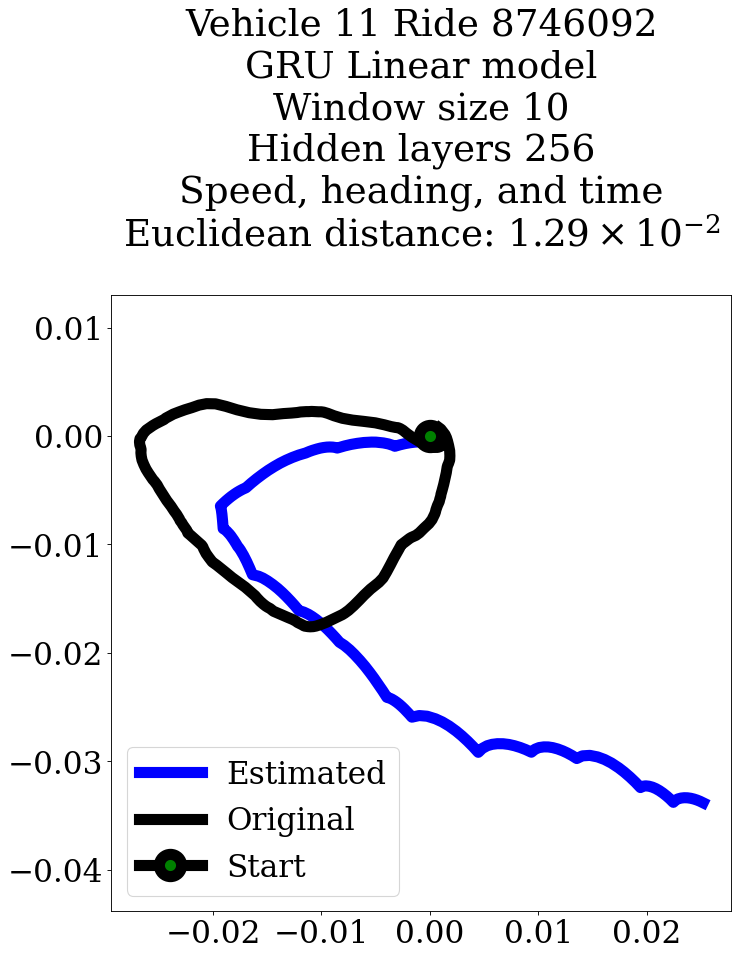 Vehicle 11 Ride 8746092
GRU Linear model
Window size 10
Hidden layers 256
Speed, heading, and time
Euclidean distance: 1.29 × 10⁻²
0.01
0.00
−0.01
−0.02
−0.03
−0.04
Estimated
Original
Start
−0.02 −0.01 0.00 0.01 0.02